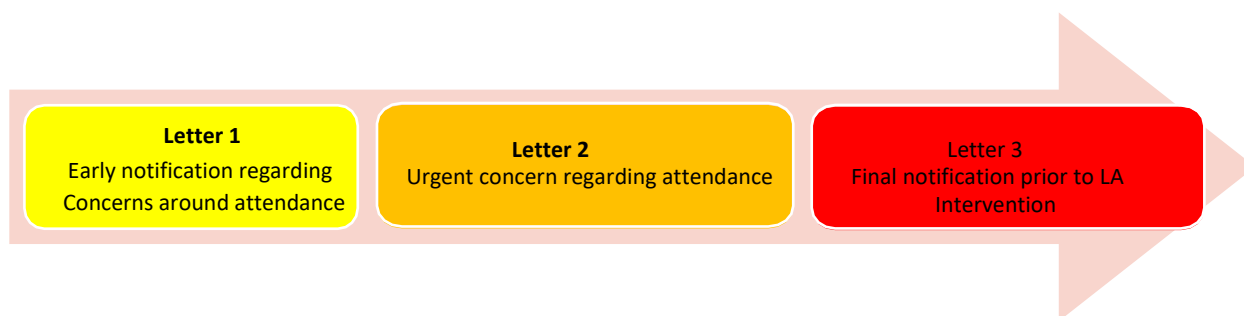 Letter 1
Early notification regarding
Concerns around attendance
Letter 2
Urgent concern regarding attendance
Letter 3
Final notification prior to LA
Intervention